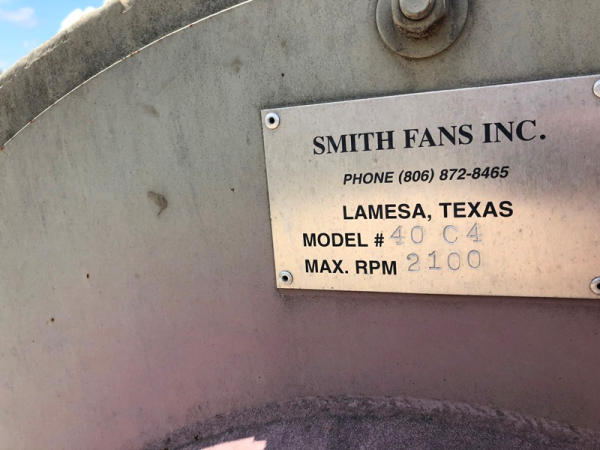 SMITH FANS INC.
PHONE (806) 872-8465
LAMESA, TEXAS
MODEL # 40 C4
MAX. RPM 2100